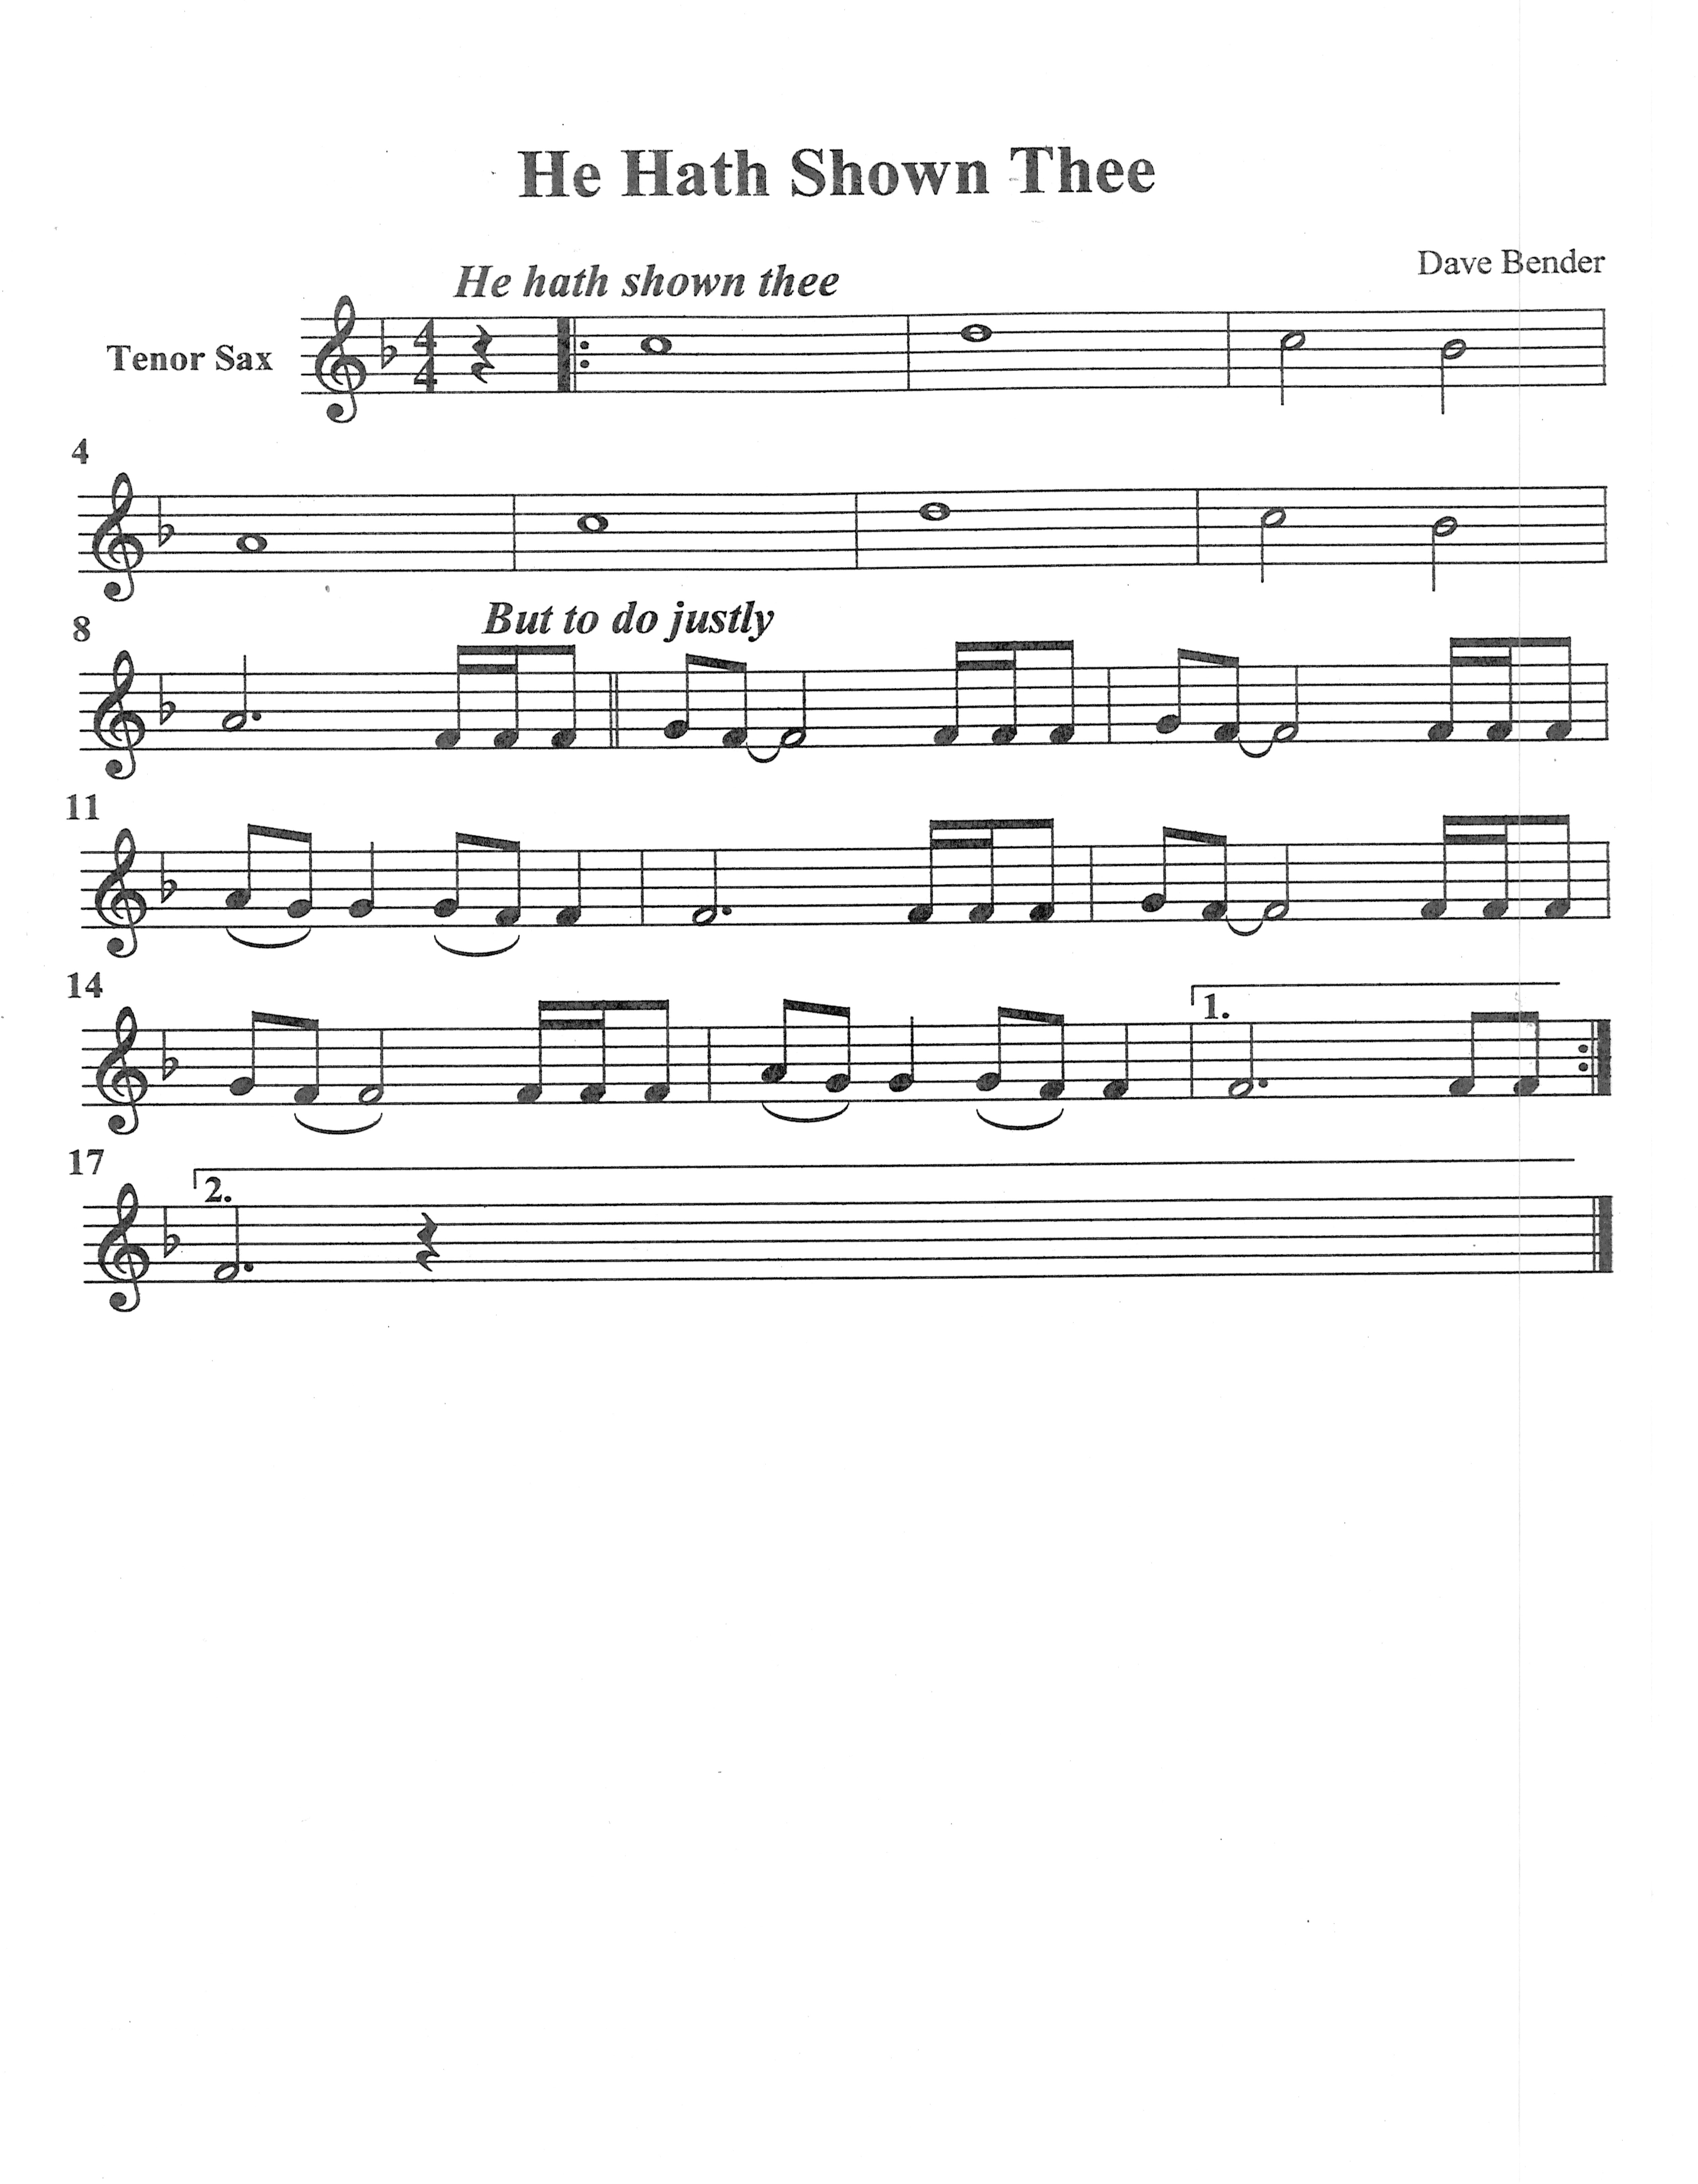 He Hath Shown Thee
Dave Bender
He hath shown thee
Tenor Sax
4
4
4
8
But to do justly
11
14
1.
17
2.